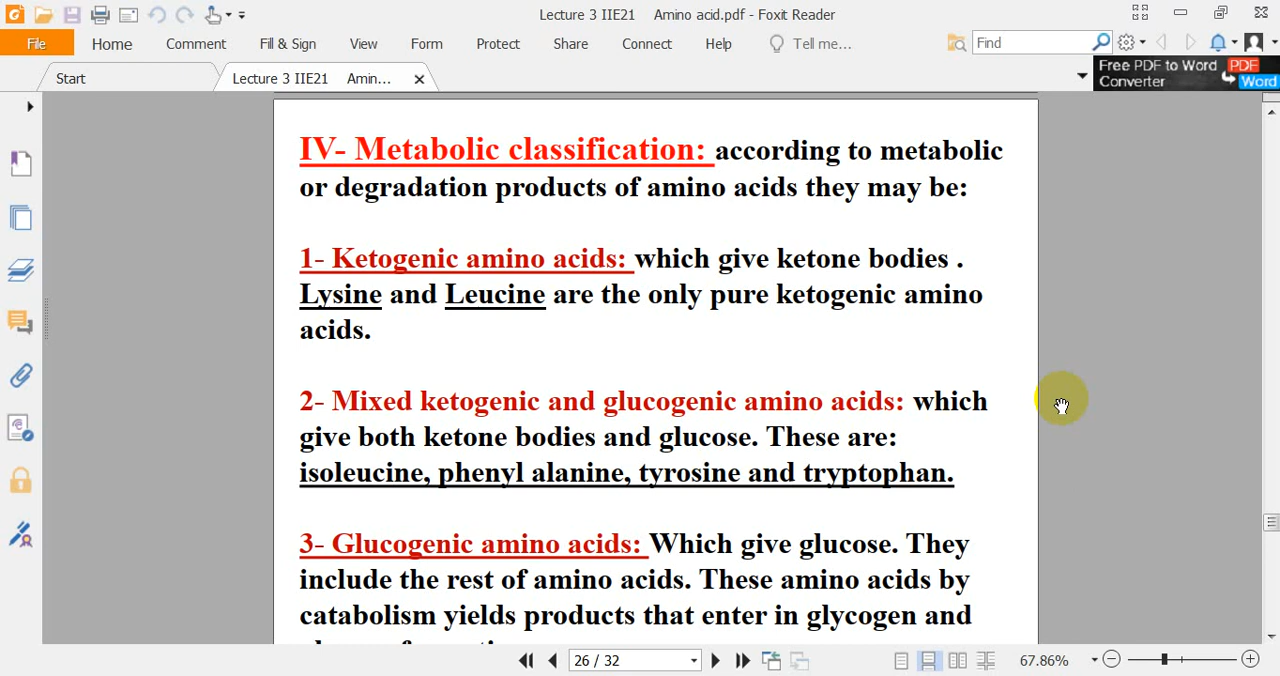 Lecture 3 IIE21 Amino acid.pdf - Foxit Reader
File Home Comment Fill & Sign View Form Protect Share Connect Help Tell me... Find
Start Lecture 3 IIE21 Amin...
Free PDF to Word Converter PDF Word
IV- Metabolic classification: according to metabolic
or degradation products of amino acids they may be:
1- Ketogenic amino acids: which give ketone bodies .
Lysine and Leucine are the only pure ketogenic amino
acids.
2- Mixed ketogenic and glucogenic amino acids: which
give both ketone bodies and glucose. These are:
isoleucine, phenyl alanine, tyrosine and tryptophan.
3- Glucogenic amino acids: Which give glucose. They
include the rest of amino acids. These amino acids by
catabolism yields products that enter in glycogen and
26 / 32 67.86%